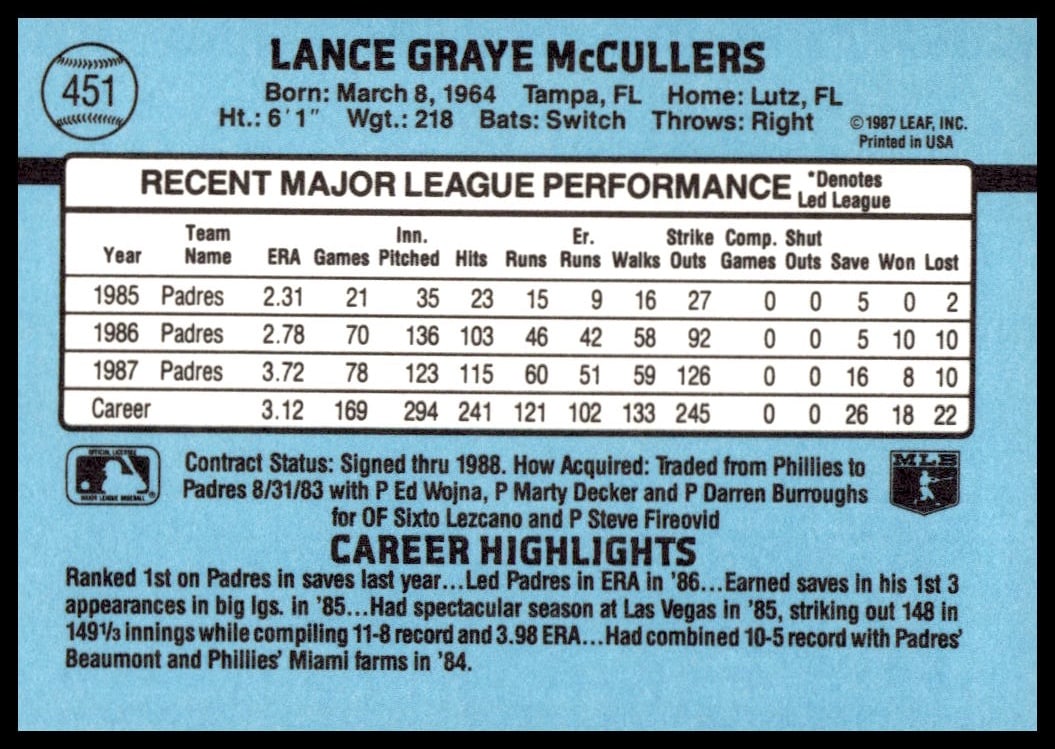 451
LANCE GRAYE McCULLERS
Born: March 8, 1964 Tampa, FL Home: Lutz, FL
Ht.: 6'1" Wgt.: 218 Bats: Switch Throws: Right
©1987 LEAF, INC.
Printed in USA
RECENT MAJOR LEAGUE PERFORMANCE *Denotes
Led League
Year Team Name ERA Games Inn. Pitched Hits Runs Er. Runs Walks Strike Outs Comp. Games Shut Outs Save Won Lost
1985 Padres 2.31 21 35 23 15 9 16 27 0 0 5 0 2
1986 Padres 2.78 70 136 103 46 42 58 92 0 0 5 10 10
1987 Padres 3.72 78 123 115 60 51 59 126 0 0 16 8 10
Career 3.12 169 294 241 121 102 133 245 0 0 26 18 22
OFFICIAL LICENSEE
MAJOR LEAGUE BASEBALL
®
MLB
Contract Status: Signed thru 1988. How Acquired: Traded from Phillies to
Padres 8/31/83 with P Ed Wojna, P Marty Decker and P Darren Burroughs
for OF Sixto Lezcano and P Steve Fireovid
CAREER HIGHLIGHTS
Ranked 1st on Padres in saves last year...Led Padres in ERA in '86...Earned saves in his 1st 3
appearances in big lgs. in '85...Had spectacular season at Las Vegas in '85, striking out 148 in
149⅓ innings while compiling 11-8 record and 3.98 ERA...Had combined 10-5 record with Padres'
Beaumont and Phillies' Miami farms in '84.